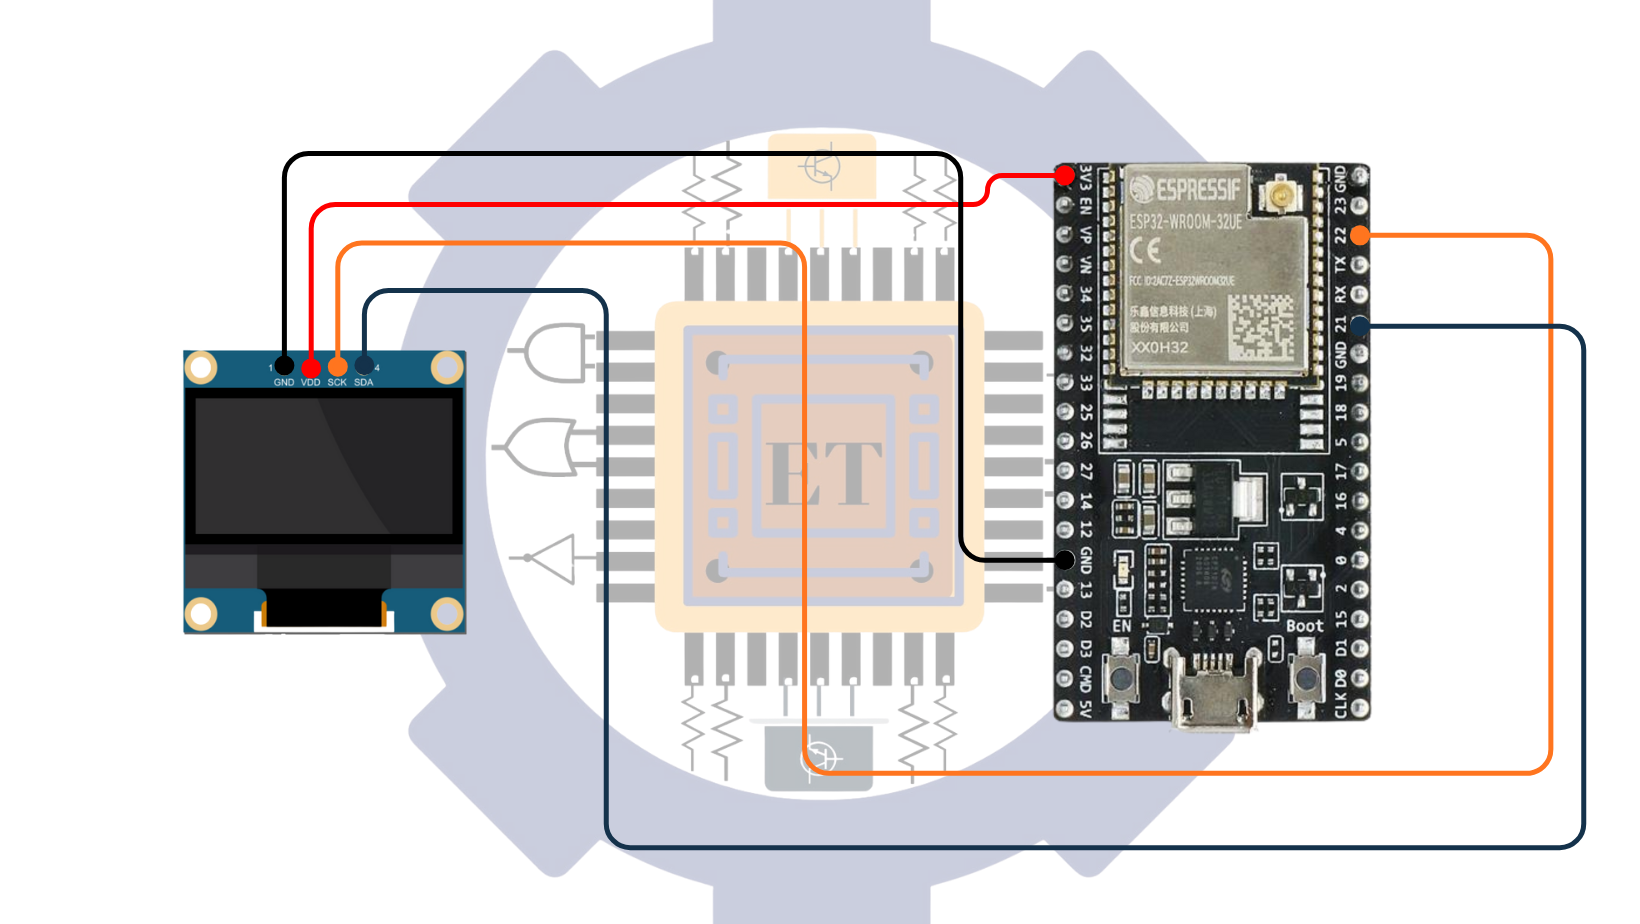 1
4
GND VDD SCK SDA
ET
ESPRESSIF
ESP32-WROOM-32UE
CE
FCC ID:2AC7Z-ESP32WROOM32UE
乐鑫信息科技 (上海)
股份有限公司
XX0H32
3V3
EN
VP
VN
34
35
32
33
25
26
27
14
12
GND
13
D2
D3
CMD
5V
GND
23
22
TX
RX
21
GND
19
18
5
17
16
4
0
2
15
D1
D0
CLK
EN
Boot